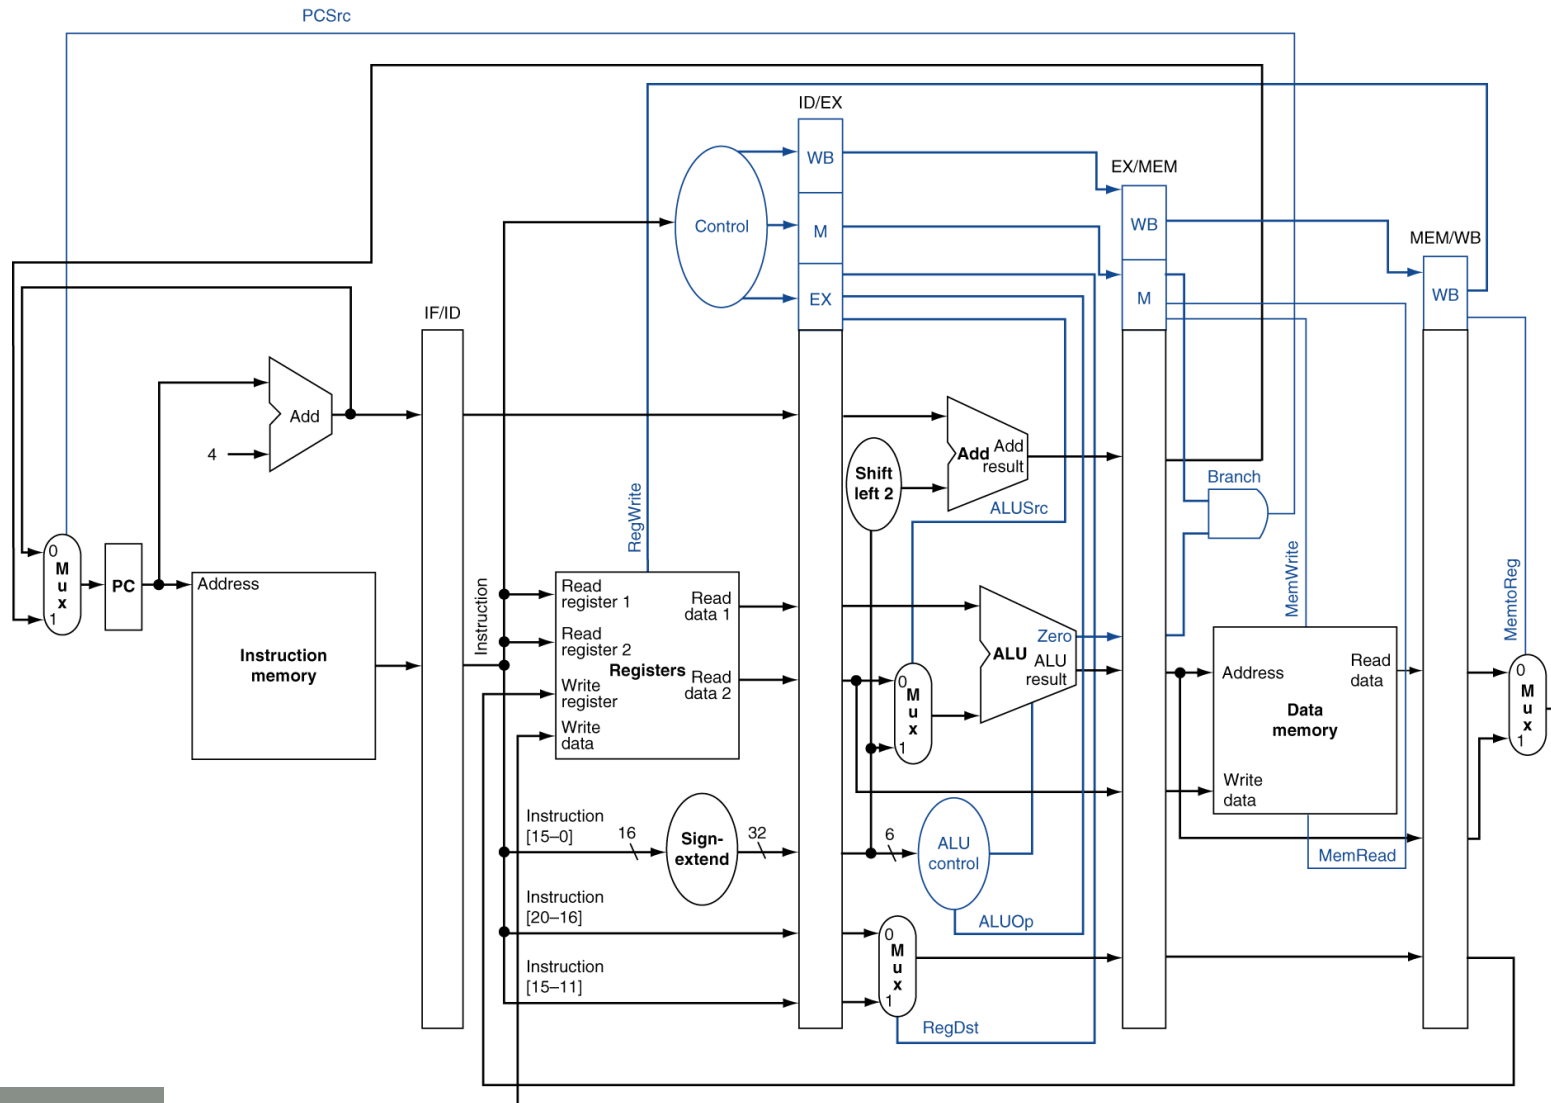 PCSrc
ID/EX
WB
EX/MEM
Control
M
WB
MEM/WB
EX
M
WB
IF/ID
Add
4
Shift
left 2
Add
Add
result
Branch
ALUSrc
RegWrite
MemWrite
MemtoReg
0
M
u
x
1
PC
Address
Instruction
memory
Instruction
Read
register 1
Read
register 2
Write
register
Write
data
Registers
Read
data 1
Read
data 2
0
M
u
x
1
Zero
ALU
ALU
result
Address
Read
data
Data
memory
Write
data
0
M
u
x
1
MemRead
Instruction
[15–0]
16
Sign-
extend
32
6
ALU
control
ALUOp
Instruction
[20–16]
Instruction
[15–11]
0
M
u
x
1
RegDst